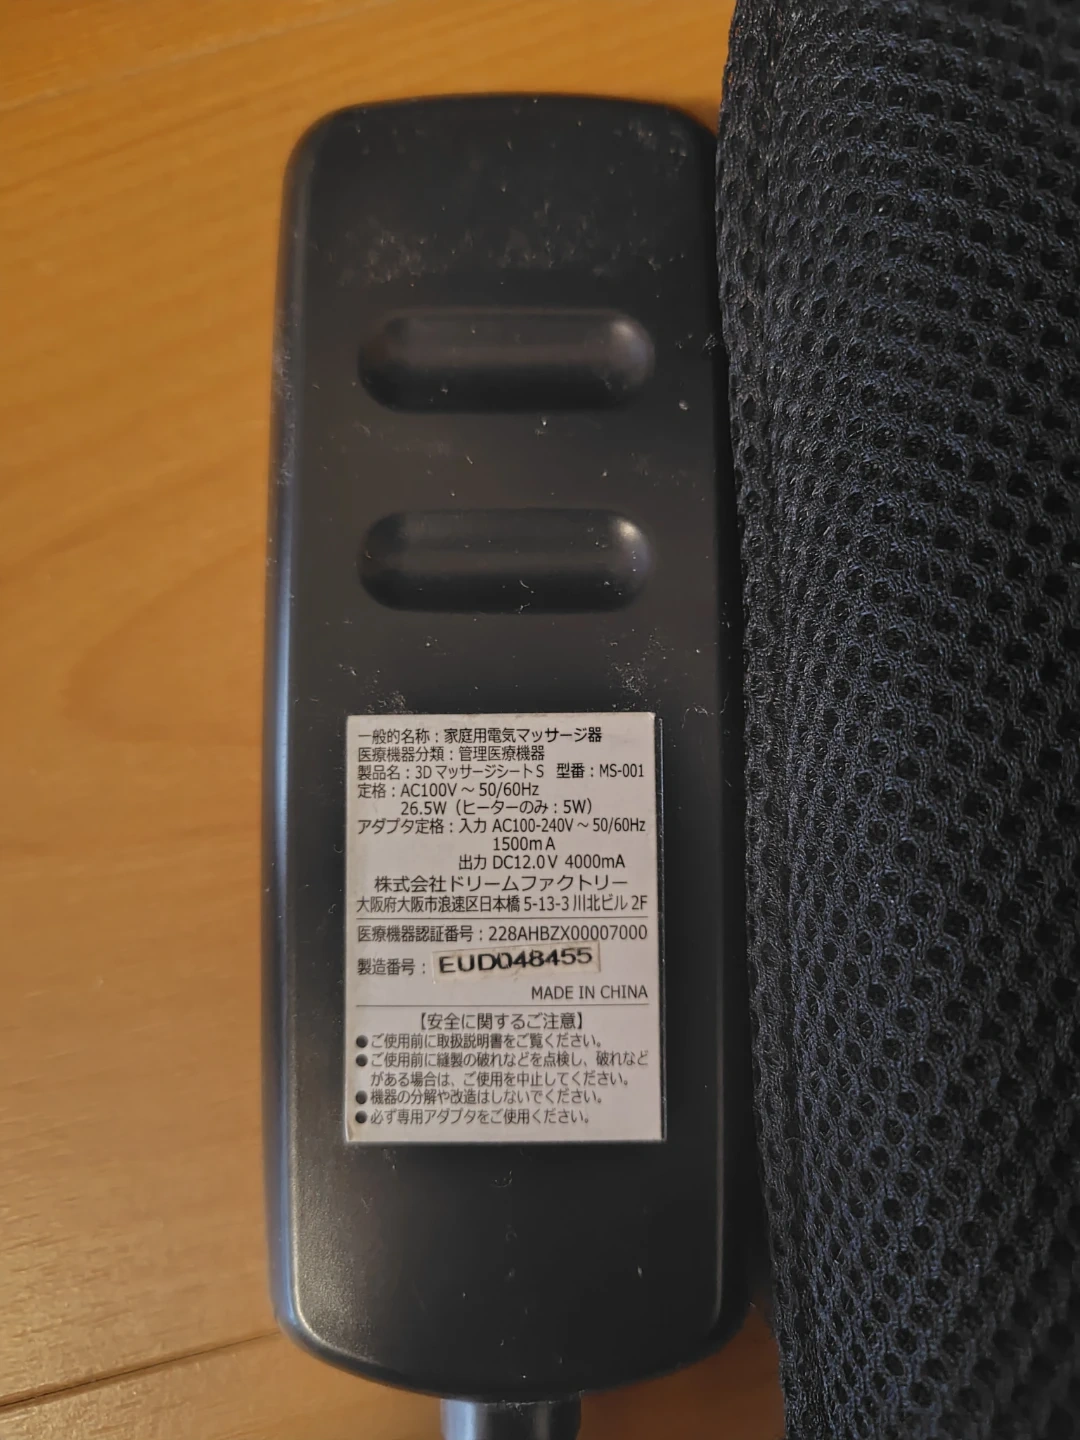 一般的名称：家庭用電気マッサージ器
医療機器分類：管理医療機器
製品名：3DマッサージシートS 型番：MS-001
定格：AC100V～50/60Hz
26.5W（ヒーターのみ：5W）
アダプタ定格：入力 AC100-240V～50/60Hz
1500mA
出力 DC12.0V 4000mA
株式会社ドリームファクトリー
大阪府大阪市浪速区日本橋 5-13-3 川北ビル 2F
医療機器認証番号：228AHBZX00007000
製造番号：EUD048455
MADE IN CHINA
【安全に関するご注意】
●ご使用前に取扱説明書をご覧ください。
●ご使用前に縫製の破れなどを点検し、破れなど
がある場合は、ご使用を中止してください。
●機器の分解や改造はしないでください。
●必ず専用アダプタをご使用ください。